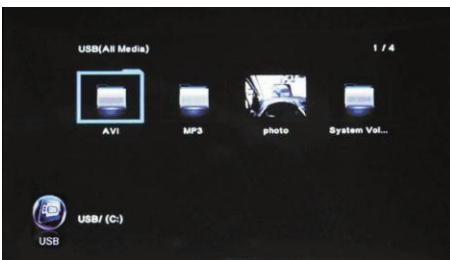 USB(All Media) 1 / 4
AVI MP3 photo System Vol...
USB/ (C:)
USB